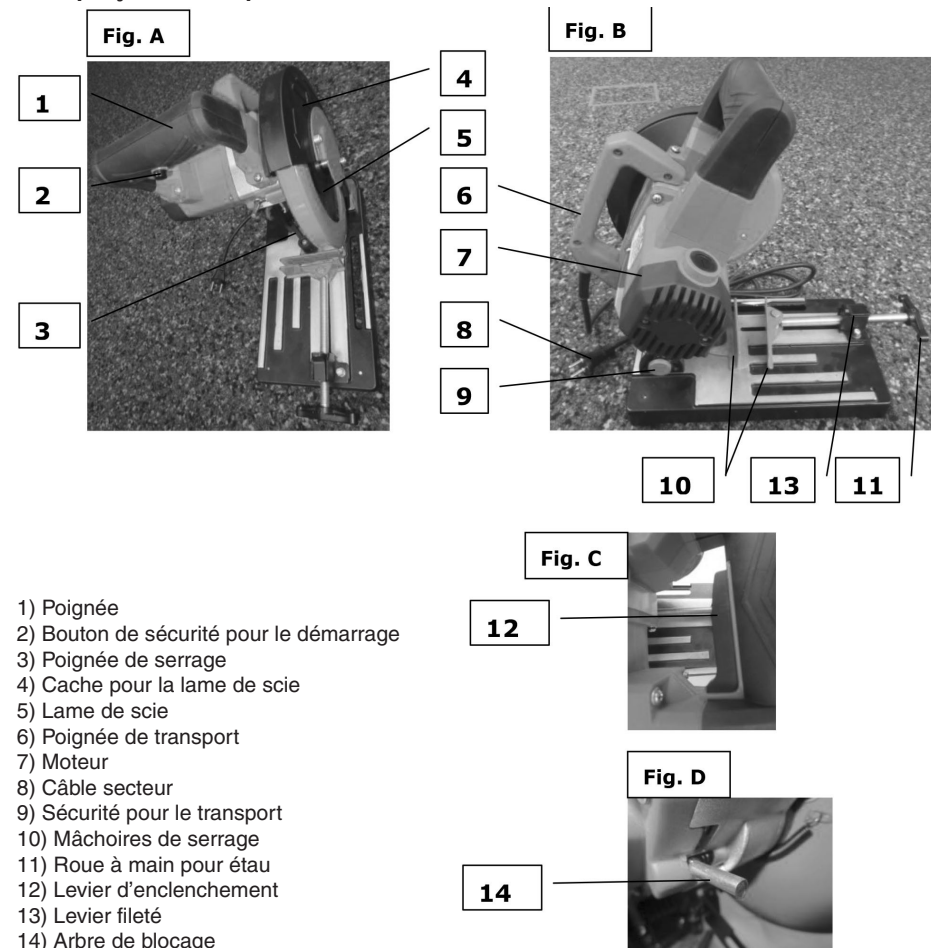 Fig. A
Fig. B
1
2
3
4
5
6
7
8
9
10
13
11
Fig. C
12
1) Poignée
2) Bouton de sécurité pour le démarrage
3) Poignée de serrage
4) Cache pour la lame de scie
5) Lame de scie
6) Poignée de transport
7) Moteur
8) Câble secteur
9) Sécurité pour le transport
10) Mâchoires de serrage
11) Roue à main pour étau
12) Levier d’enclenchement
13) Levier fileté
14) Arbre de blocage
Fig. D
14